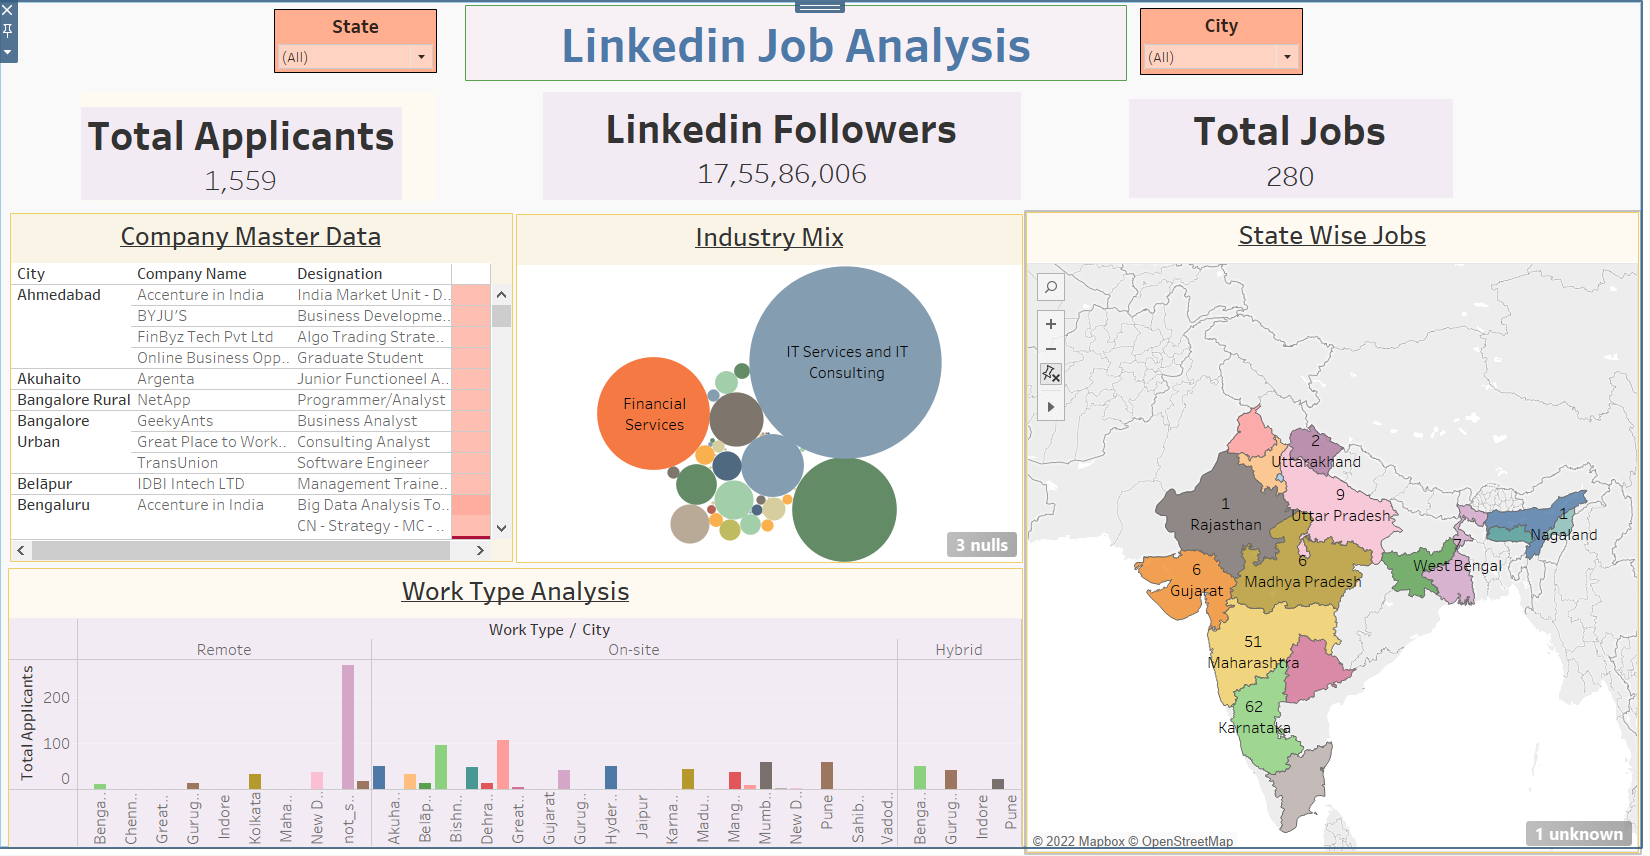 State
(All)
Linkedin Job Analysis
City
(All)
Total Applicants
1,559
Linkedin Followers
17,55,86,006
Total Jobs
280
Company Master Data
City Company Name Designation
Ahmedabad Accenture in India India Market Unit - D..
BYJU'S Business Developme..
FinByz Tech Pvt Ltd Algo Trading Strate..
Online Business Opp.. Graduate Student
Akuhaito Argenta Junior Functioneel A..
Bangalore Rural NetApp Programmer/Analyst
Bangalore GeekyAnts Business Analyst
Urban Great Place to Work.. Consulting Analyst
TransUnion Software Engineer
Belāpur IDBI Intech LTD Management Traine..
Bengaluru Accenture in India Big Data Analysis To..
CN - Strategy - MC - ..
Industry Mix
IT Services and IT
Consulting
Financial
Services
3 nulls
State Wise Jobs
2
Uttarakhand
9
Uttar Pradesh
1
Rajasthan
1
Nagaland
7
West Bengal
6
Madhya Pradesh
6
Gujarat
51
Maharashtra
62
Karnataka
© 2022 Mapbox © OpenStreetMap
1 unknown
Work Type Analysis
Work Type / City
Remote On-site Hybrid
Total Applicants
200
100
0
Benga..
Chenn..
Great..
Gurug..
Indore
Kolkata
Maha..
New D..
not_s..
Akuha..
Belāp..
Bishn..
Dehra..
Great..
Gujarat
Gurug..
Hyder..
Jaipur
Karna..
Madu..
Mang..
Mumb..
New D..
Pune
Sahib..
Vadod..
Benga..
Gurug..
Indore
Pune